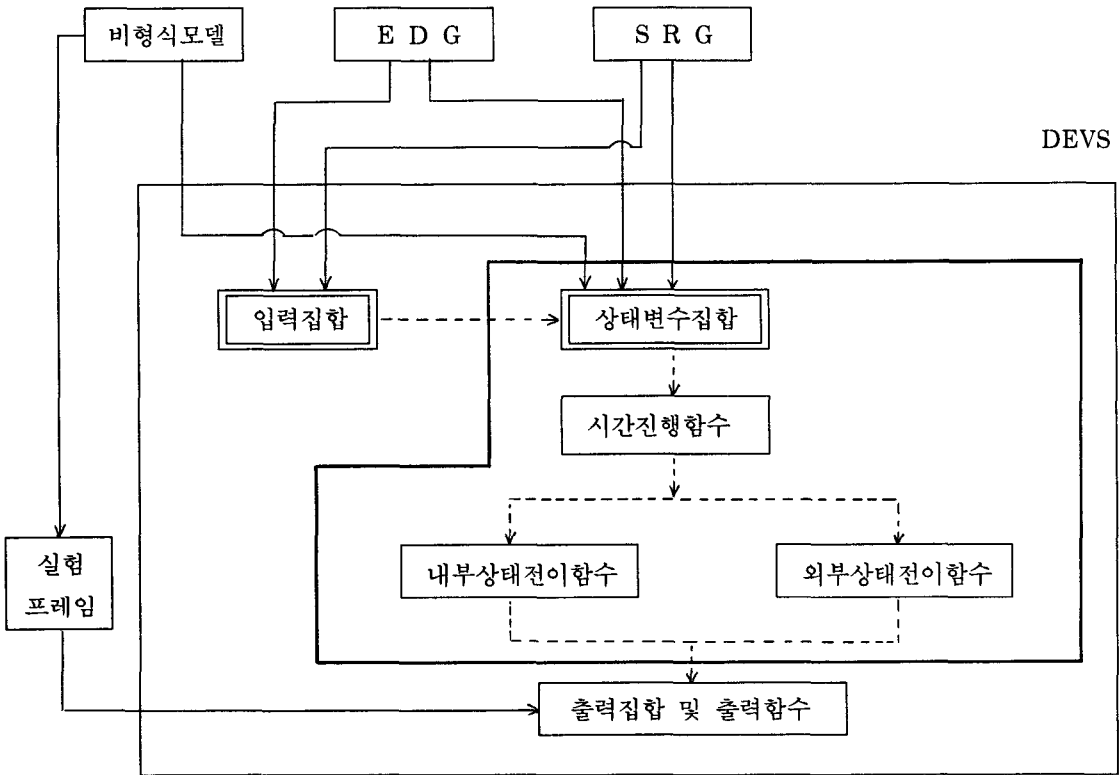 비형식모델
E D G
S R G
DEVS
입력집합
상태변수집합
시간진행함수
실험
프레임
내부상태전이함수
외부상태전이함수
출력집합 및 출력함수